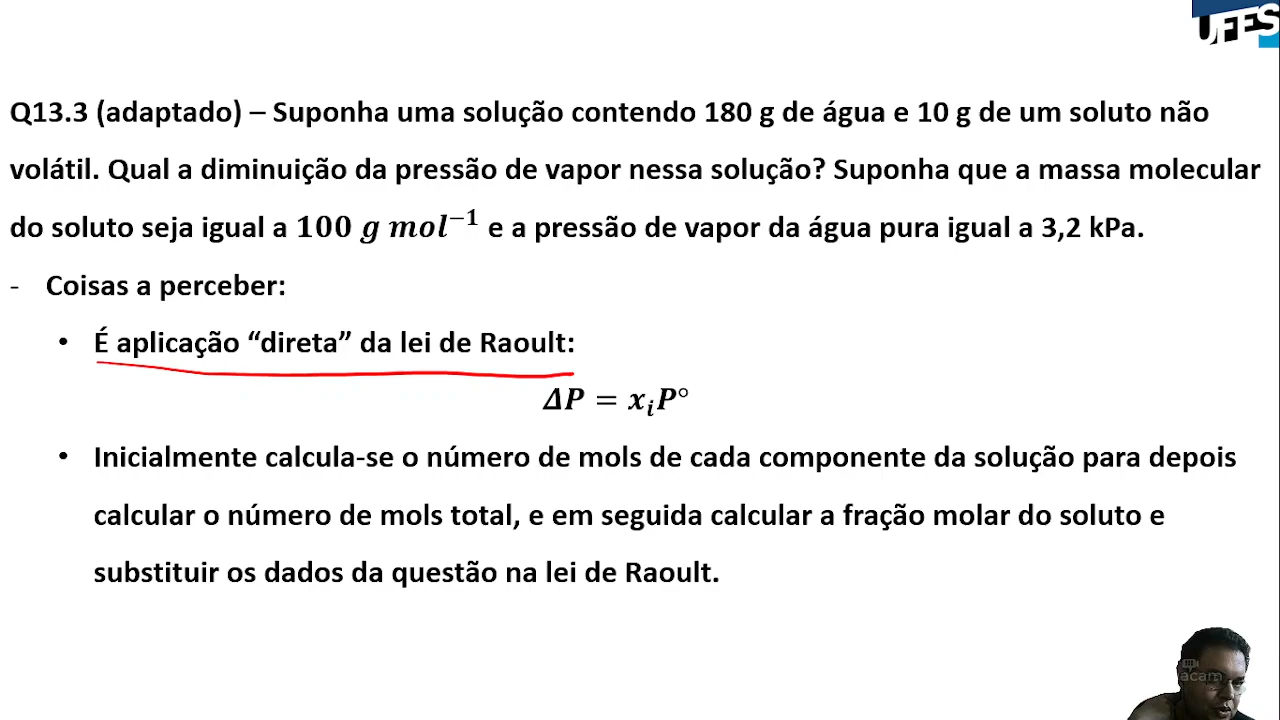 UFES
Q13.3 (adaptado) – Suponha uma solução contendo 180 g de água e 10 g de um soluto não
volátil. Qual a diminuição da pressão de vapor nessa solução? Suponha que a massa molecular
do soluto seja igual a 100 g mol⁻¹ e a pressão de vapor da água pura igual a 3,2 kPa.
- Coisas a perceber:
• É aplicação “direta” da lei de Raoult:
ΔP = xᵢP°
• Inicialmente calcula-se o número de mols de cada componente da solução para depois
calcular o número de mols total, e em seguida calcular a fração molar do soluto e
substituir os dados da questão na lei de Raoult.
acam